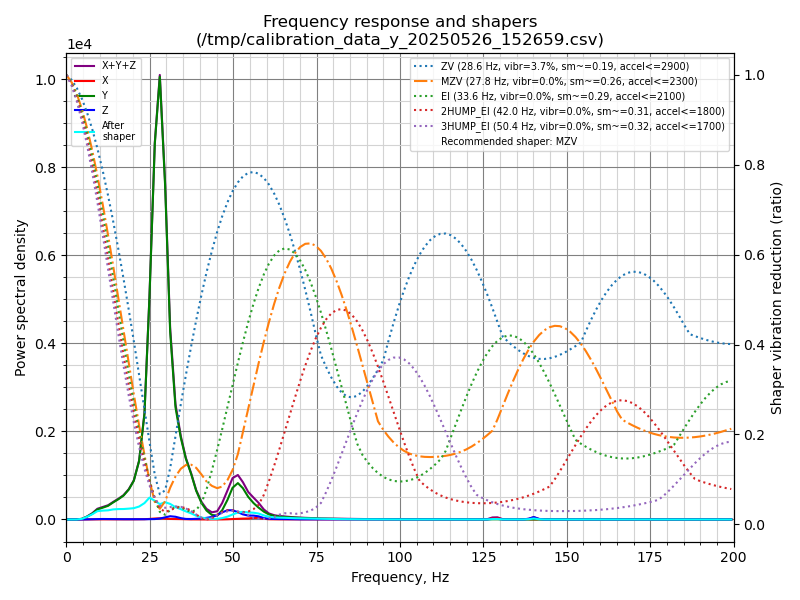 Frequency response and shapers
(/tmp/calibration_data_y_20250526_152659.csv)
1e4
X+Y+Z
X
Y
Z
After
shaper
ZV (28.6 Hz, vibr=3.7%, sm~=0.19, accel<=2900)
MZV (27.8 Hz, vibr=0.0%, sm~=0.26, accel<=2300)
EI (33.6 Hz, vibr=0.0%, sm~=0.29, accel<=2100)
2HUMP_EI (42.0 Hz, vibr=0.0%, sm~=0.31, accel<=1800)
3HUMP_EI (50.4 Hz, vibr=0.0%, sm~=0.32, accel<=1700)
Recommended shaper: MZV
Power spectral density
1.0
0.8
0.6
0.4
0.2
0.0
1.0
0.8
0.6
0.4
0.2
0.0
Shaper vibration reduction (ratio)
0 25 50 75 100 125 150 175 200
Frequency, Hz